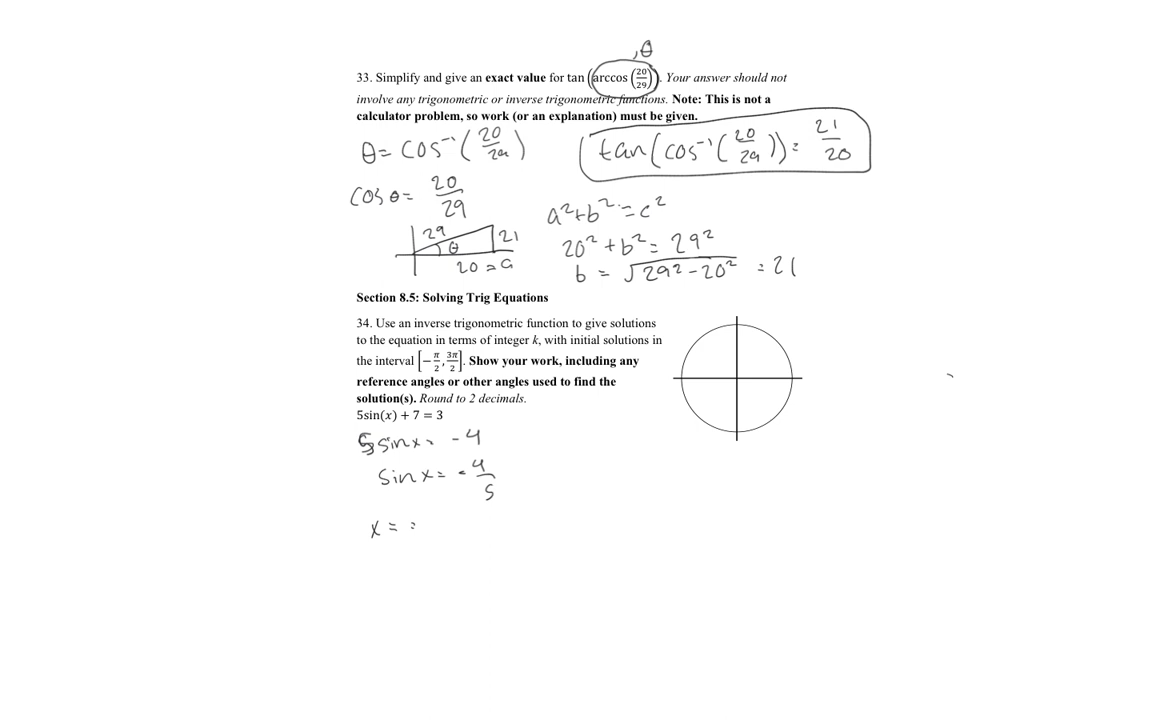 θ
33. Simplify and give an exact value for tan (arccos (20/29)). Your answer should not
involve any trigonometric or inverse trigonometric functions. Note: This is not a
calculator problem, so work (or an explanation) must be given.
θ = cos⁻¹(20/29)
tan(cos⁻¹(20/29)) = 21/20
cos θ = 20/29
a² + b² = c²
29 θ 21
20 = a
20² + b² = 29²
b = √29² - 20² = 21
Section 8.5: Solving Trig Equations
34. Use an inverse trigonometric function to give solutions
to the equation in terms of integer k, with initial solutions in
the interval [-π/2, 3π/2]. Show your work, including any
reference angles or other angles used to find the
solution(s). Round to 2 decimals.
5sin(x) + 7 = 3
5 sin x = -4
sin x = -4/5
x =